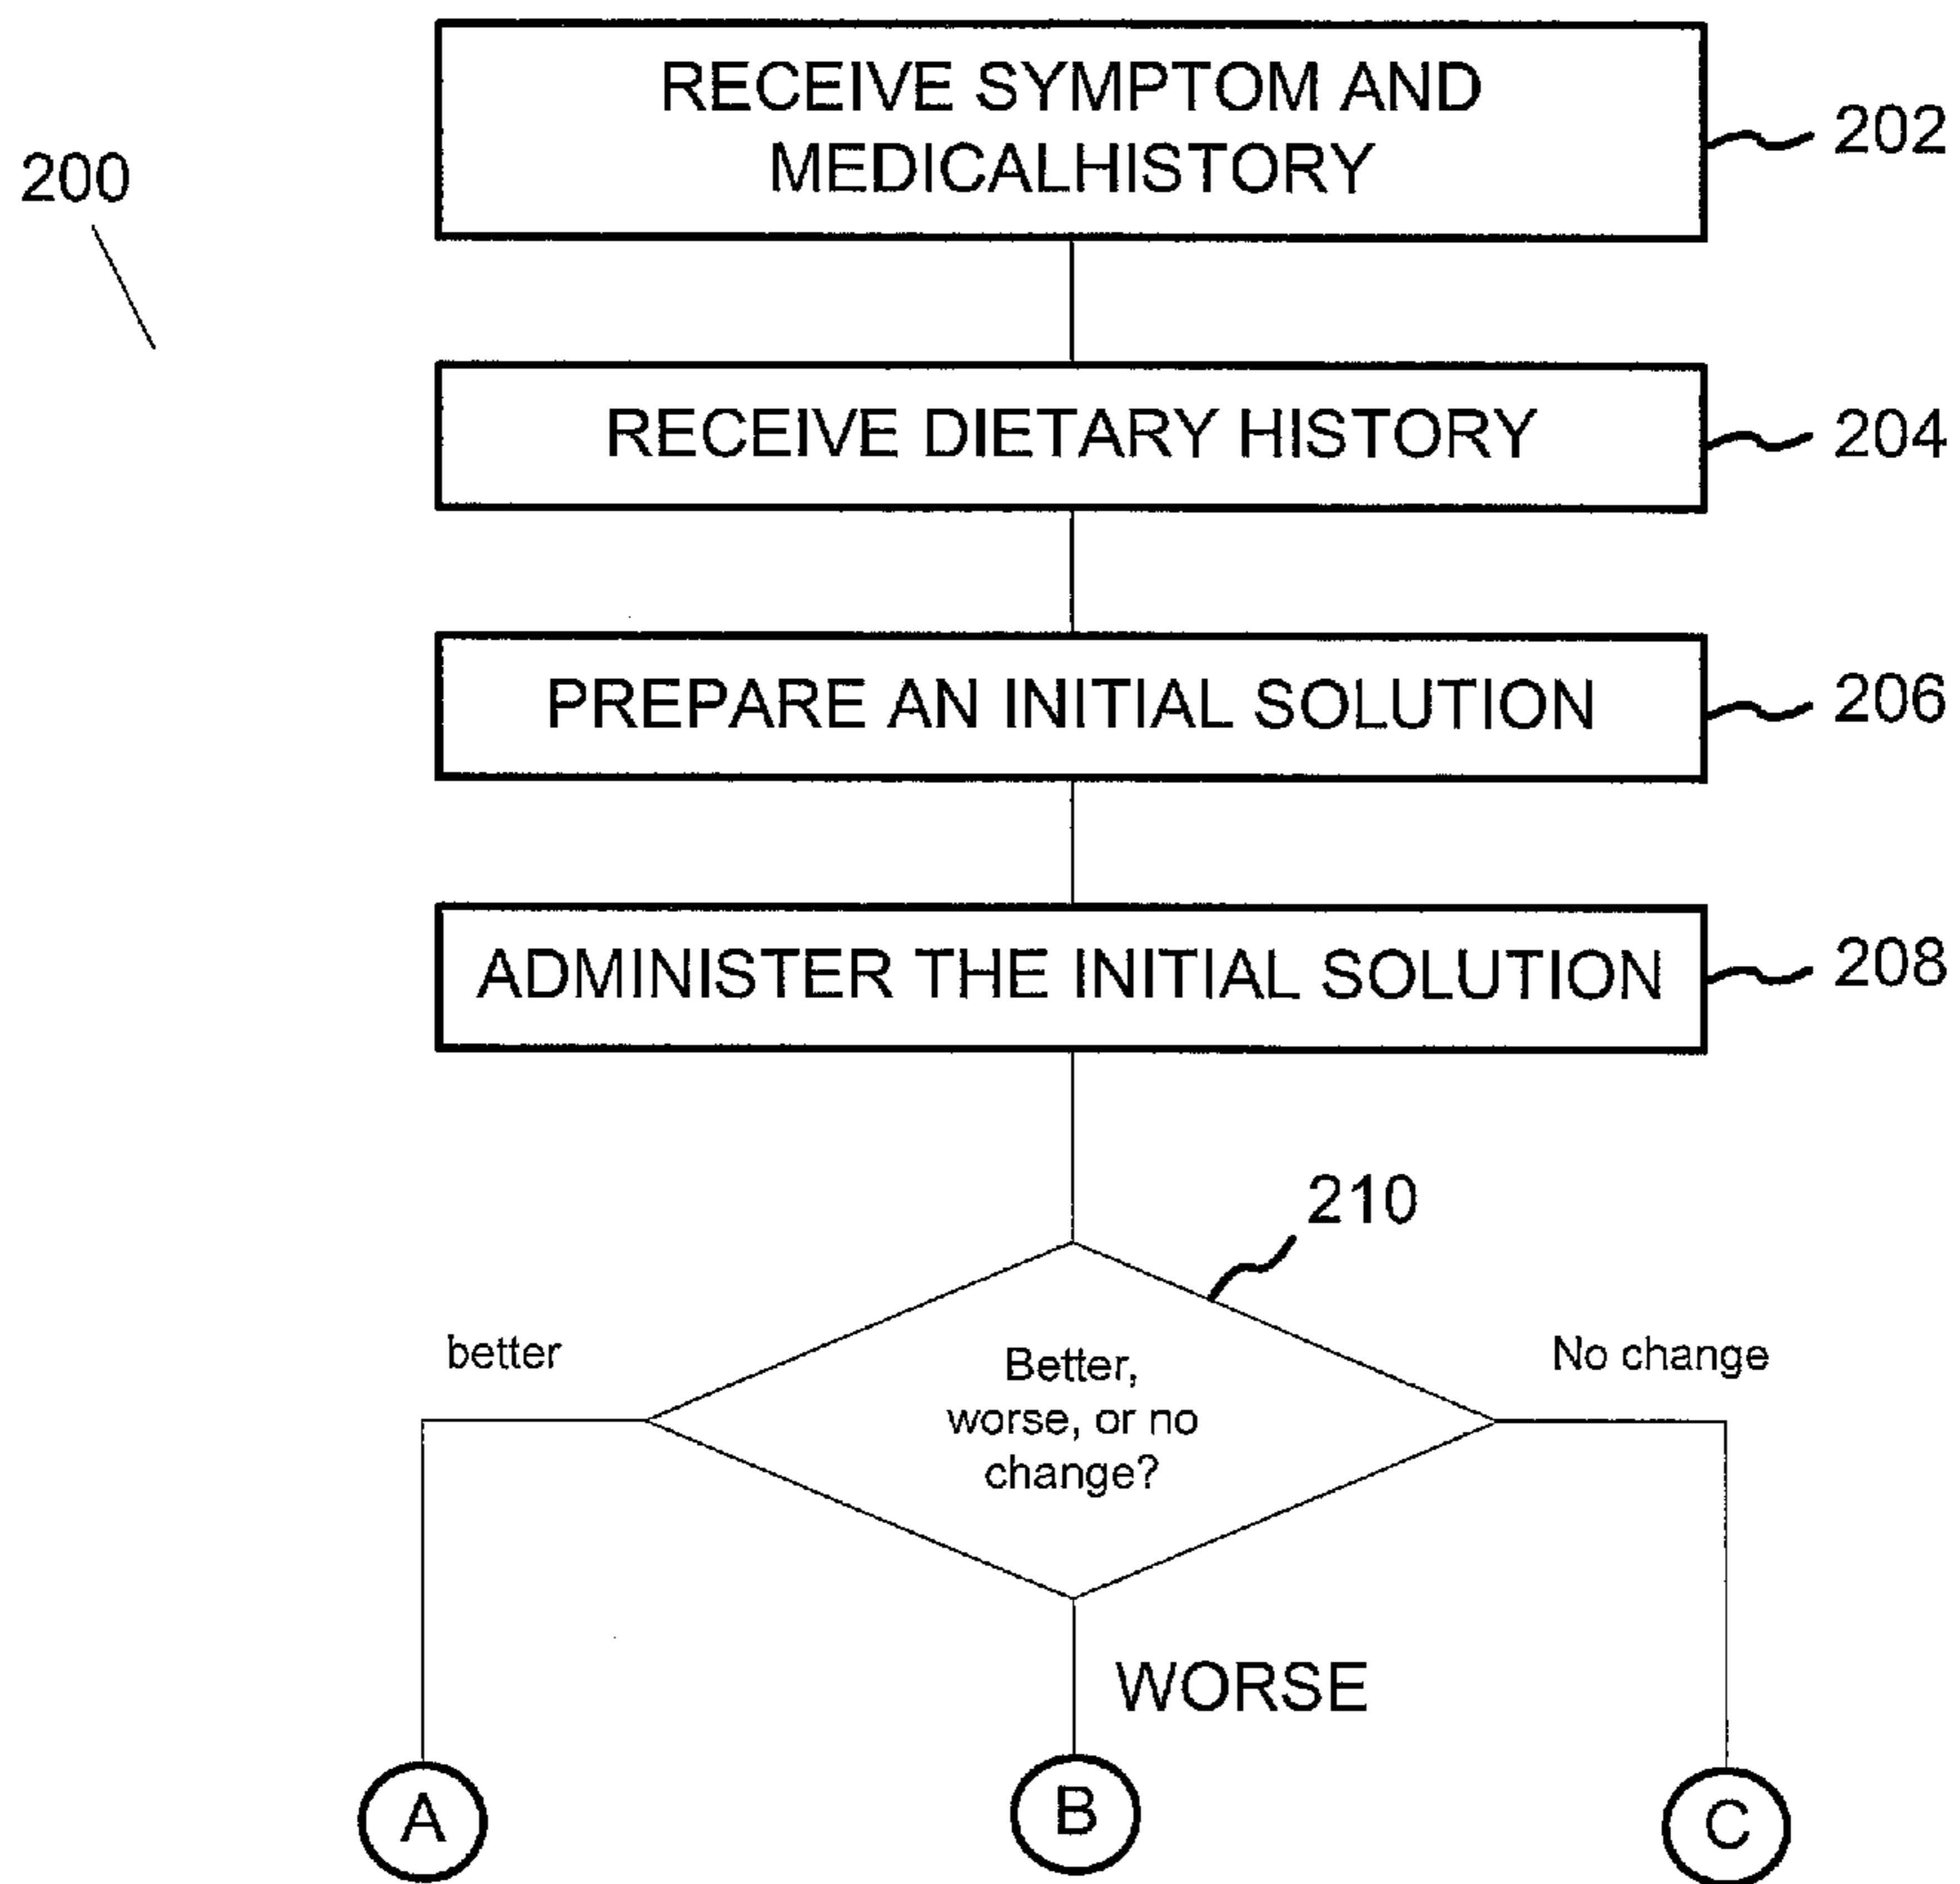 RECEIVE SYMPTOM AND
MEDICALHISTORY
202
200
RECEIVE DIETARY HISTORY
204
PREPARE AN INITIAL SOLUTION
206
ADMINISTER THE INITIAL SOLUTION
208
210
better
Better,
worse, or no
change?
No change
WORSE
A
B
C